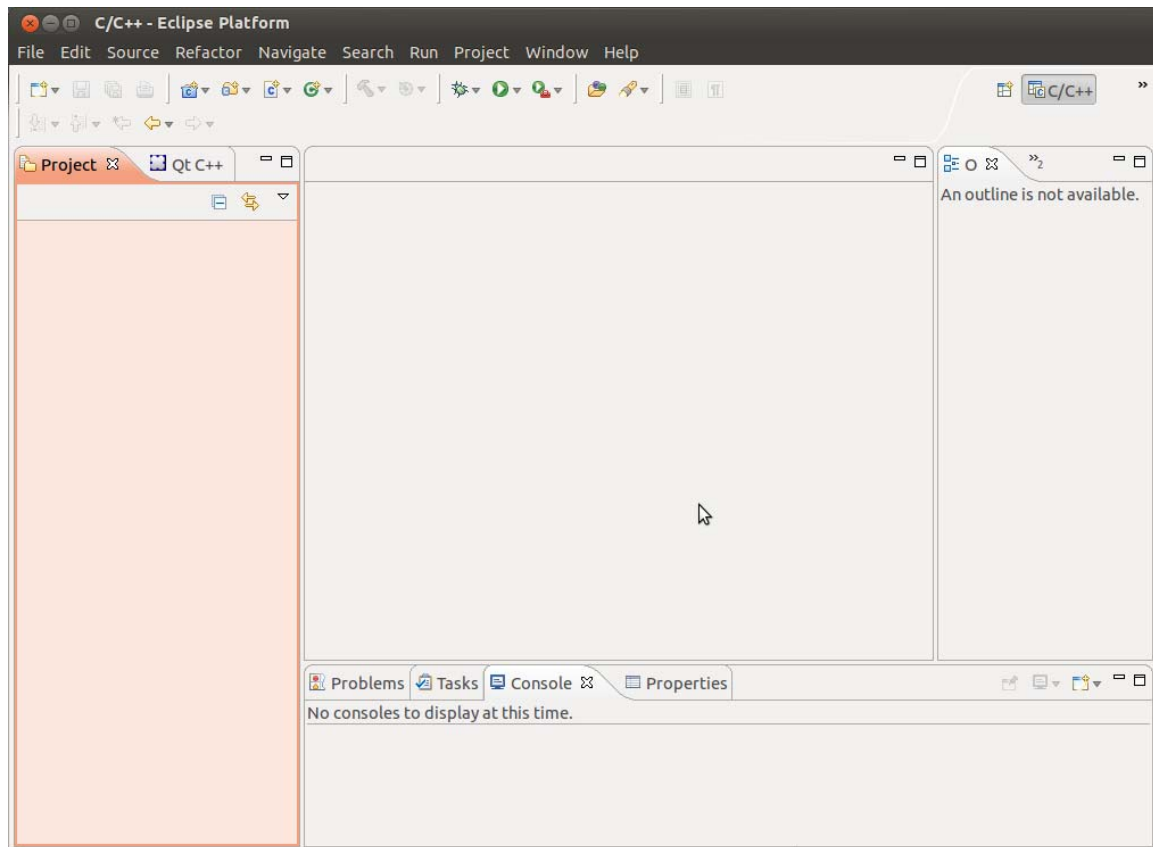 C/C++ - Eclipse Platform
File Edit Source Refactor Navigate Search Run Project Window Help
C/C++ »
Project Qt C++
O »2
An outline is not available.
Problems Tasks Console Properties
No consoles to display at this time.